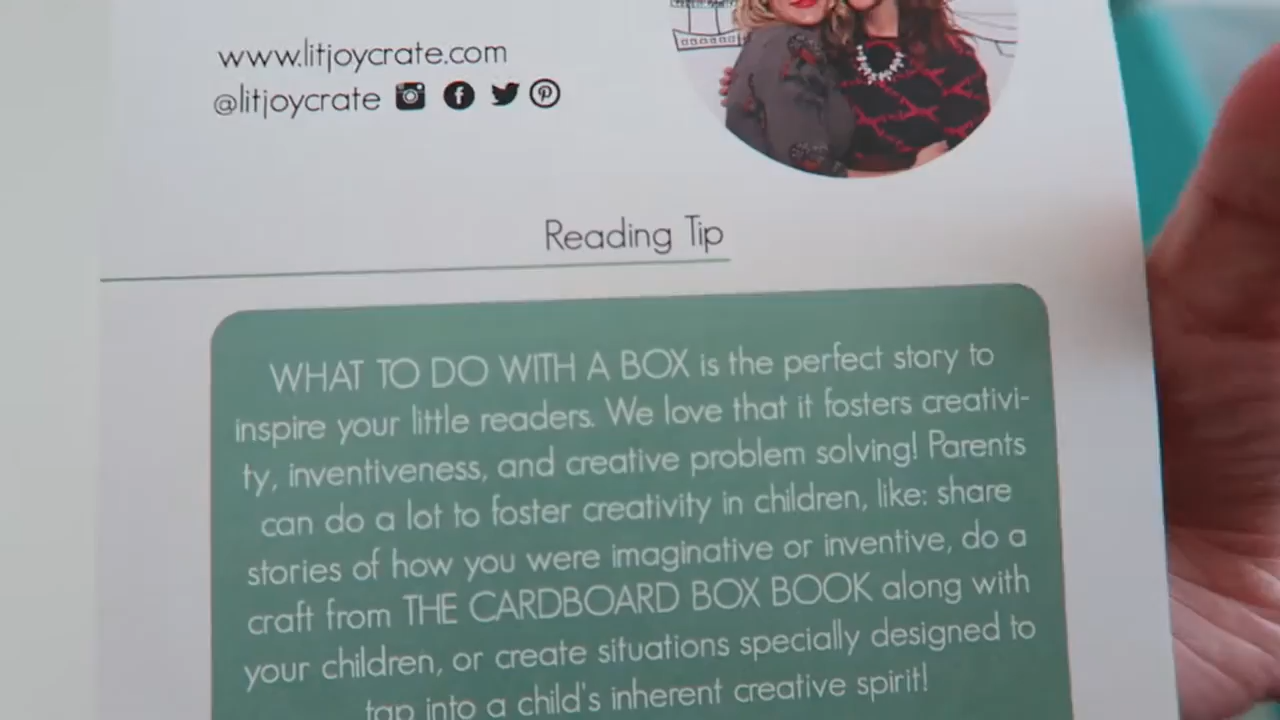 www.litjoycrate.com
@litjoycrate
Reading Tip
WHAT TO DO WITH A BOX is the perfect story to
inspire your little readers. We love that it fosters creativi-
ty, inventiveness, and creative problem solving! Parents
can do a lot to foster creativity in children, like: share
stories of how you were imaginative or inventive, do a
craft from THE CARDBOARD BOX BOOK along with
your children, or create situations specially designed to
tap into a child's inherent creative spirit!